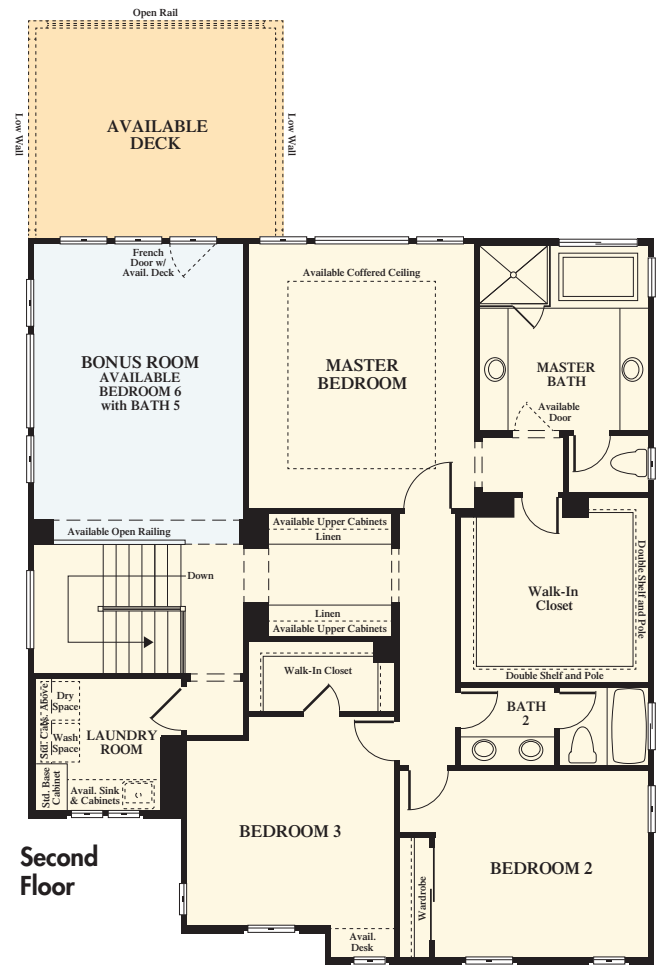 Open Rail
AVAILABLE
DECK
Low Wall
Low Wall
French
Door w/
Avail. Deck
Available Coffered Ceiling
BONUS ROOM
AVAILABLE
BEDROOM 6
with BATH 5
MASTER
BEDROOM
MASTER
BATH
Available
Door
Available Open Railing
Available Upper Cabinets
Linen
Down
Walk-In
Closet
Double Shelf and Pole
Linen
Available Upper Cabinets
Walk-In Closet
Double Shelf and Pole
Std. Cabs. Above
Dry
Space
Wash
Space
LAUNDRY
ROOM
BATH
2
Std. Base
Cabinet
Avail. Sink
& Cabinets
BEDROOM 3
BEDROOM 2
Wardrobe
Second
Floor
Avail.
Desk